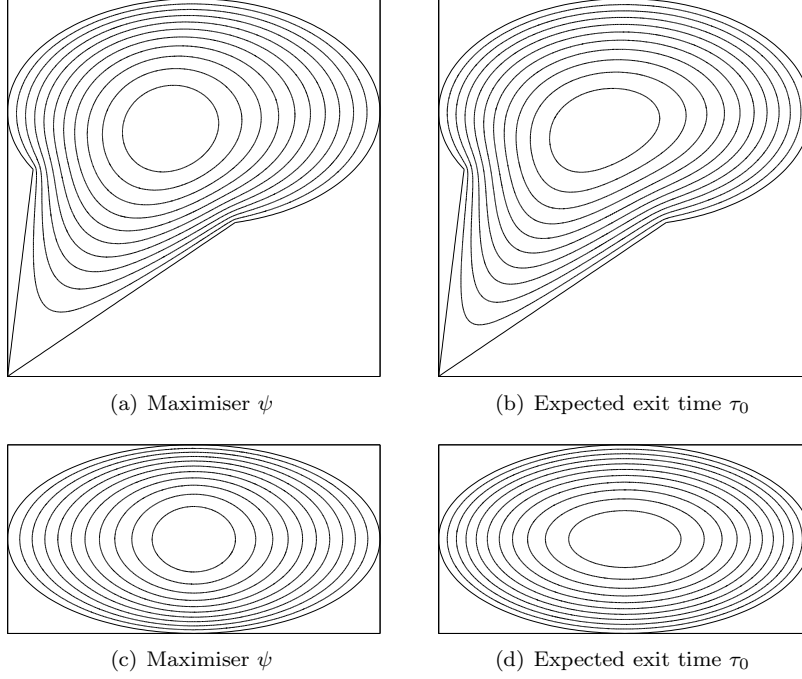 (a) Maximiser ψ
(b) Expected exit time τ₀
(c) Maximiser ψ
(d) Expected exit time τ₀